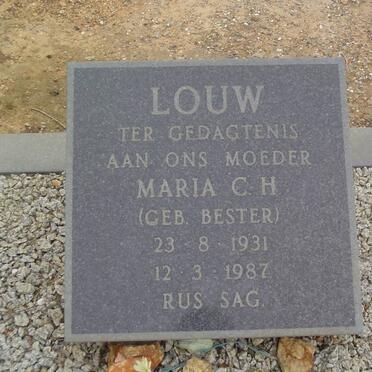 LOUW
TER GEDAGTENIS
AAN ONS MOEDER
MARIA C. H
(GEB. BESTER)
23 - 8 - 1931
12 - 3 - 1987
RUS SAG.